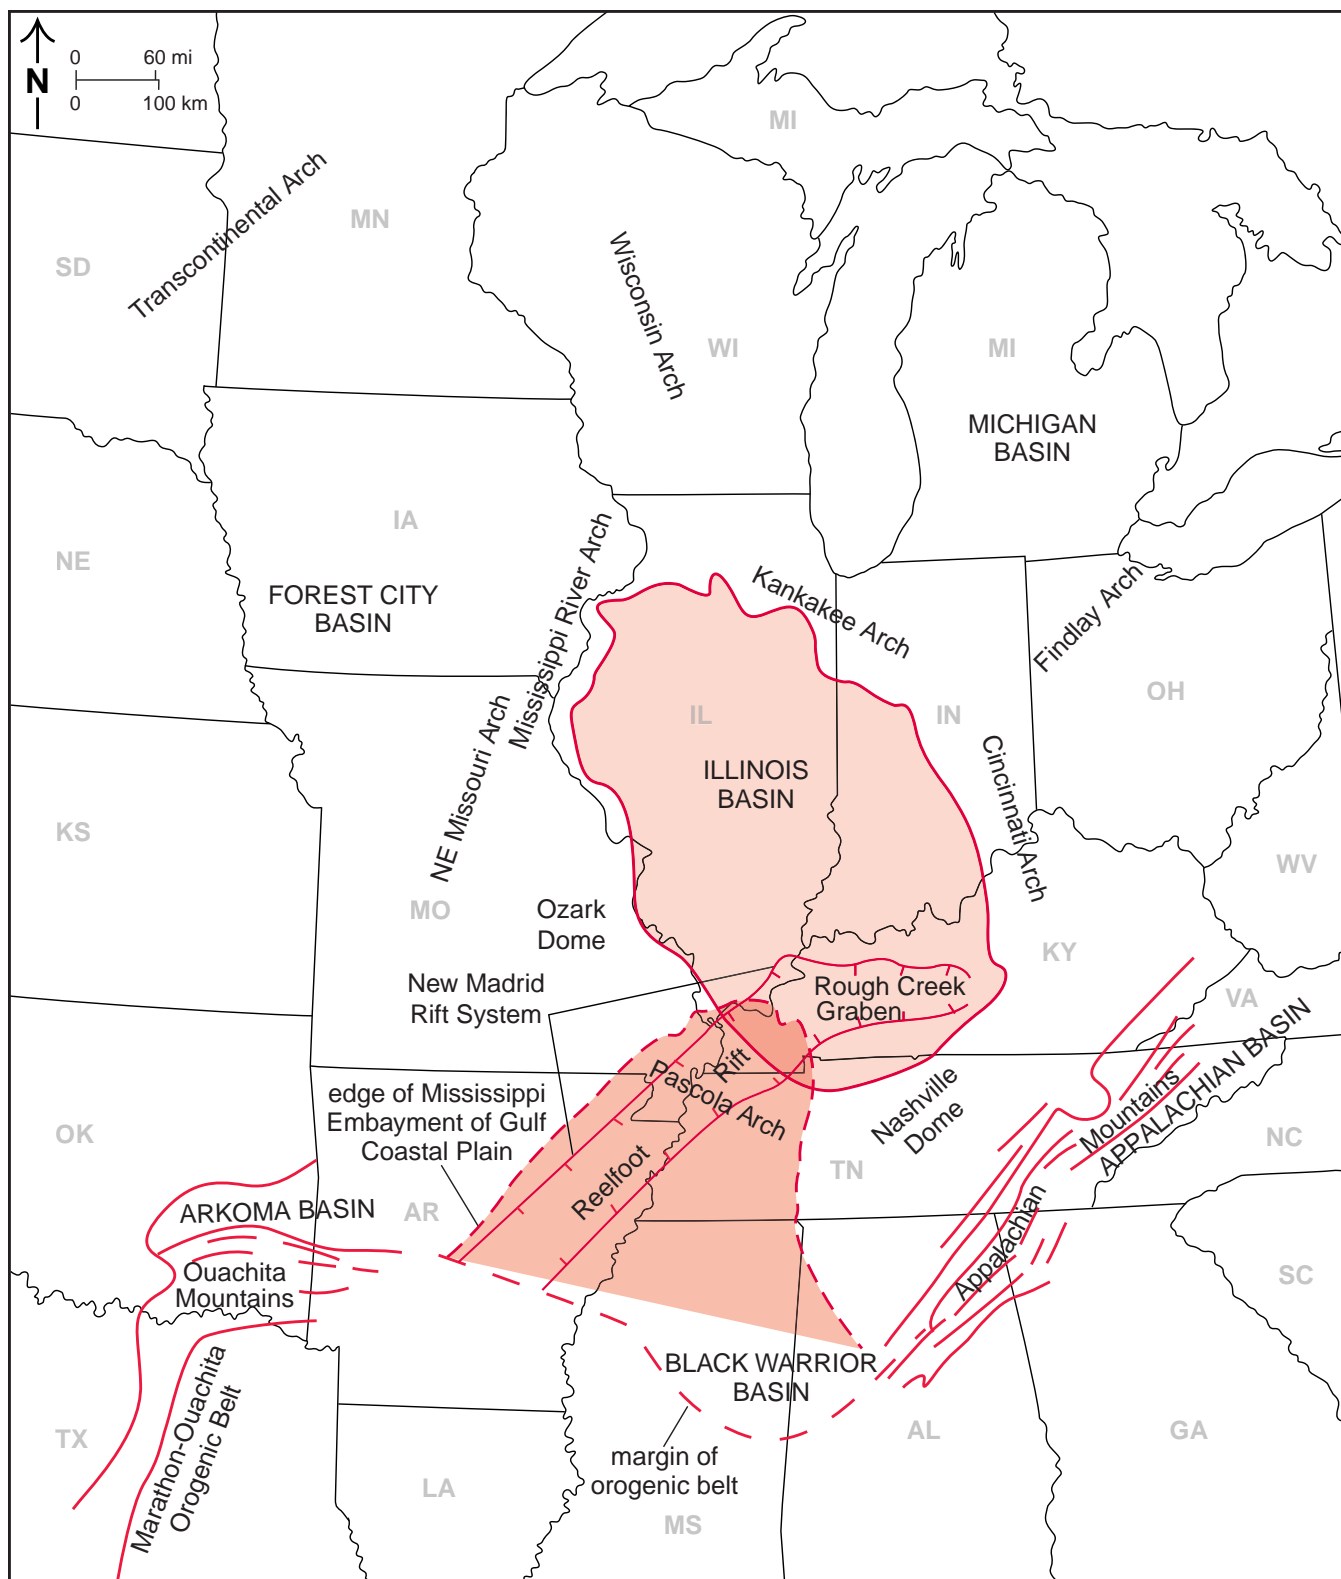 N
0 60 mi
0 100 km
MI
Transcontinental Arch
MN
SD
Wisconsin Arch
WI
MI
MICHIGAN
BASIN
IA
NE
Mississippi River Arch
FOREST CITY
BASIN
Kankakee Arch
Findlay Arch
OH
IL
IN
NE Missouri Arch
Cincinnati Arch
ILLINOIS
BASIN
KS
WV
MO
Ozark
Dome
KY
New Madrid
Rift System
Rough Creek
Graben
VA
Rift
Pascola Arch
edge of Mississippi
Embayment of Gulf
Coastal Plain
Nashville
Dome
Mountains
APPALACHIAN BASIN
OK
NC
TN
Reelfoot
ARKOMA BASIN
AR
Appalachian
Ouachita
Mountains
SC
BLACK WARRIOR
BASIN
Marathon-Ouachita
Orogenic Belt
TX
AL
GA
margin of
orogenic belt
LA
MS